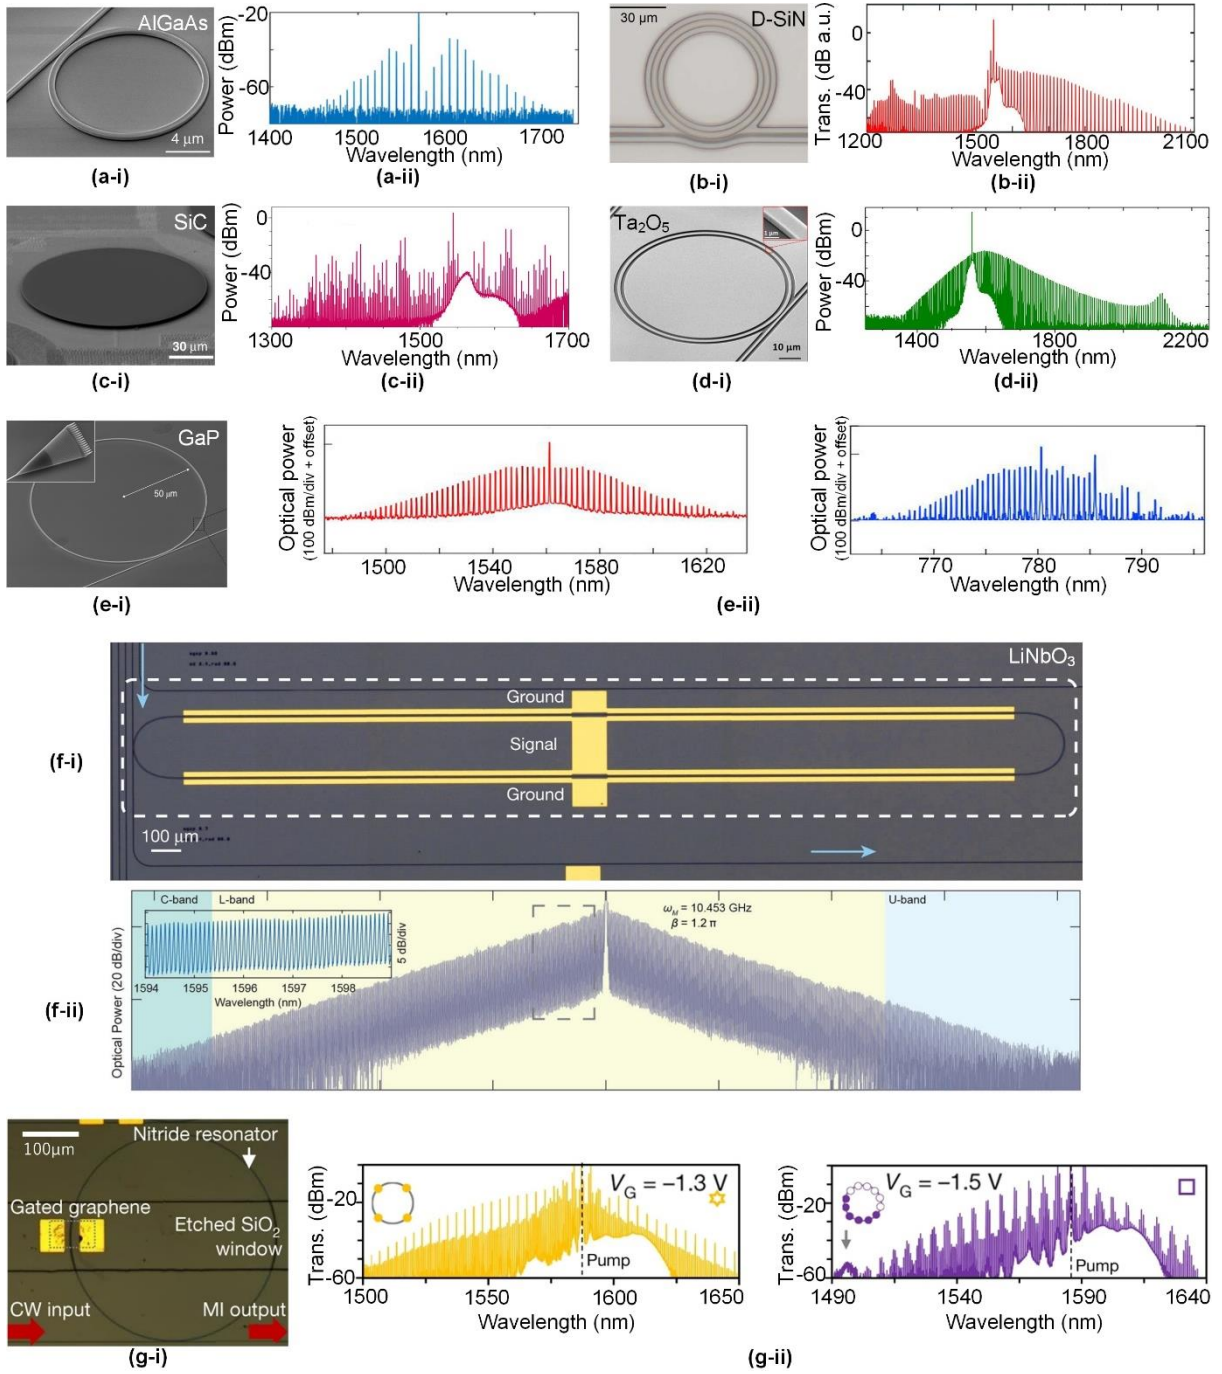 AlGaAs
4 μm
(a-i)
Power (dBm)
-20
-60
1400
1500
1600
1700
Wavelength (nm)
(a-ii)
30 μm
D-SiN
(b-i)
Trans. (dB a.u.)
0
-40
1200
1500
1800
2100
Wavelength (nm)
(b-ii)
SiC
30 μm
(c-i)
Power (dBm)
0
-40
1300
1500
1700
Wavelength (nm)
(c-ii)
Ta₂O₅
1 μm
10 μm
(d-i)
Power (dBm)
0
-40
1400
1600
2200
Wavelength (nm)
(d-ii)
GaP
50 μm
(e-i)
Optical power
(100 dBm/div + offset)
1500
1540
1580
1620
Wavelength (nm)
Optical power
(100 dBm/div + offset)
770
780
790
Wavelength (nm)
(e-ii)
LiNbO₃
Ground
Signal
Ground
100 μm
(f-i)
C-band
L-band
U-band
ωM = 10.453 GHz
β = 1.2 π
5 dB/div
1594
1595
1596
1597
1598
Wavelength (nm)
Optical Power (20 dB/div)
(f-ii)
100μm
Nitride resonator
Gated graphene
Etched SiO₂
window
CW input
MI output
(g-i)
Trans. (dBm)
-20
-60
VG = −1.3 V
Pump
1500
1550
1600
1650
Wavelength (nm)
Trans. (dBm)
-20
-60
VG = −1.5 V
Pump
1490
1540
1590
1640
Wavelength (nm)
(g-ii)